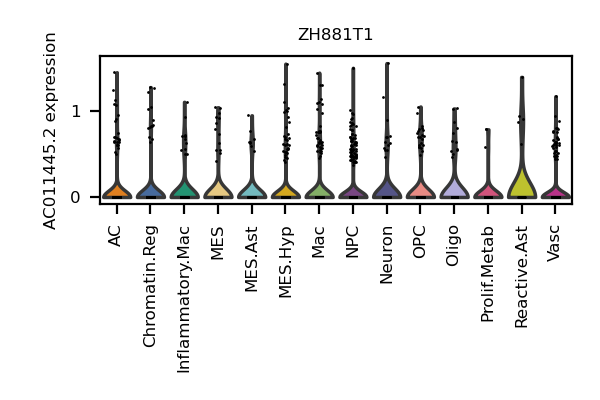 ZH881T1
AC011445.2 expression
1
0
AC
Chromatin.Reg
Inflammatory.Mac
MES
MES.Ast
MES.Hyp
Mac
NPC
Neuron
OPC
Oligo
Prolif.Metab
Reactive.Ast
Vasc